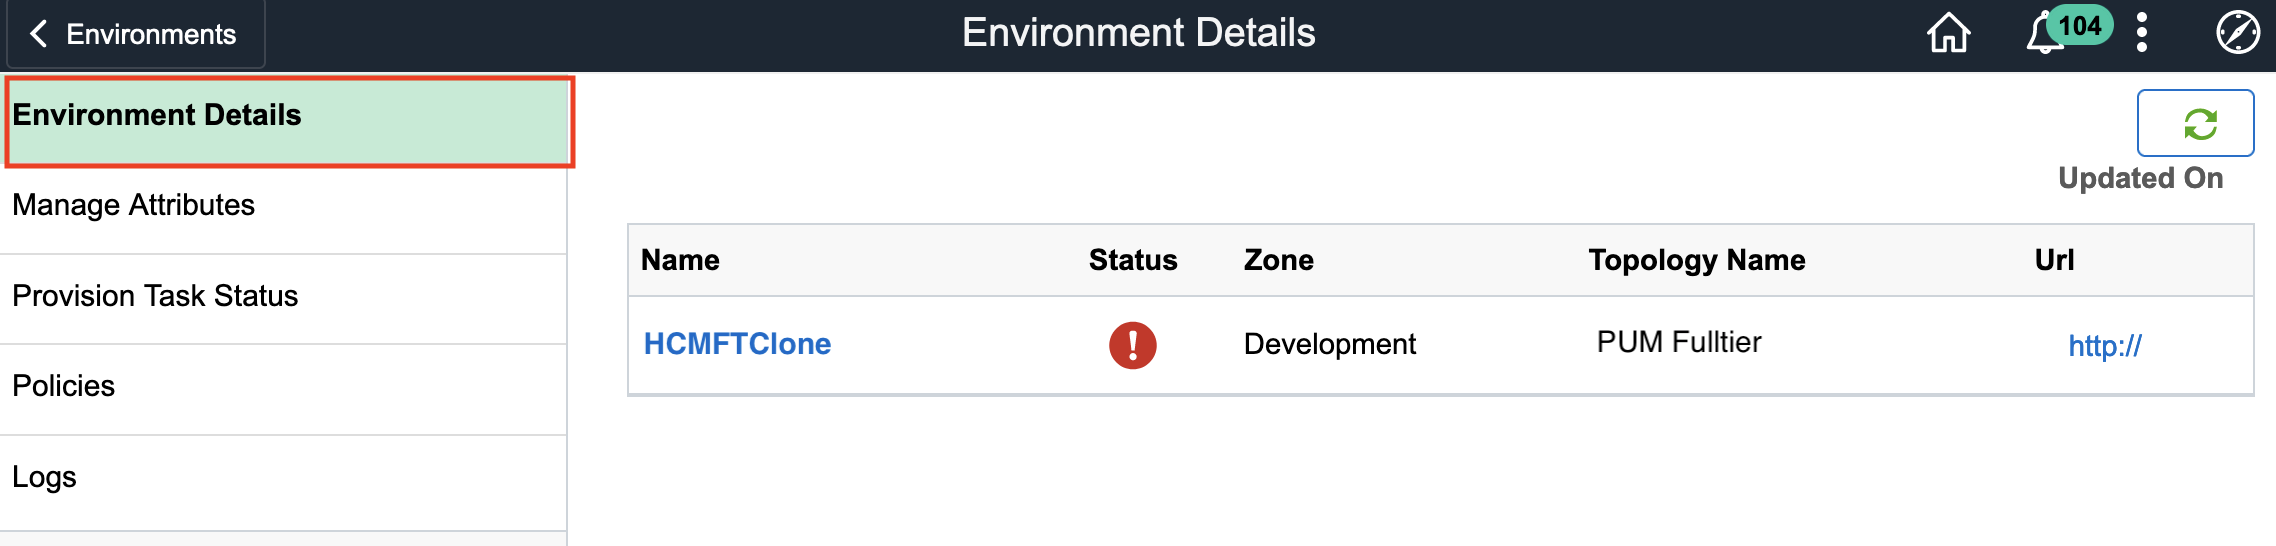 Environments
Environment Details
104
Environment Details
Manage Attributes
Provision Task Status
Policies
Logs
Updated On
Name Status Zone Topology Name Url
HCMFTClone ! Development PUM Fulltier http://